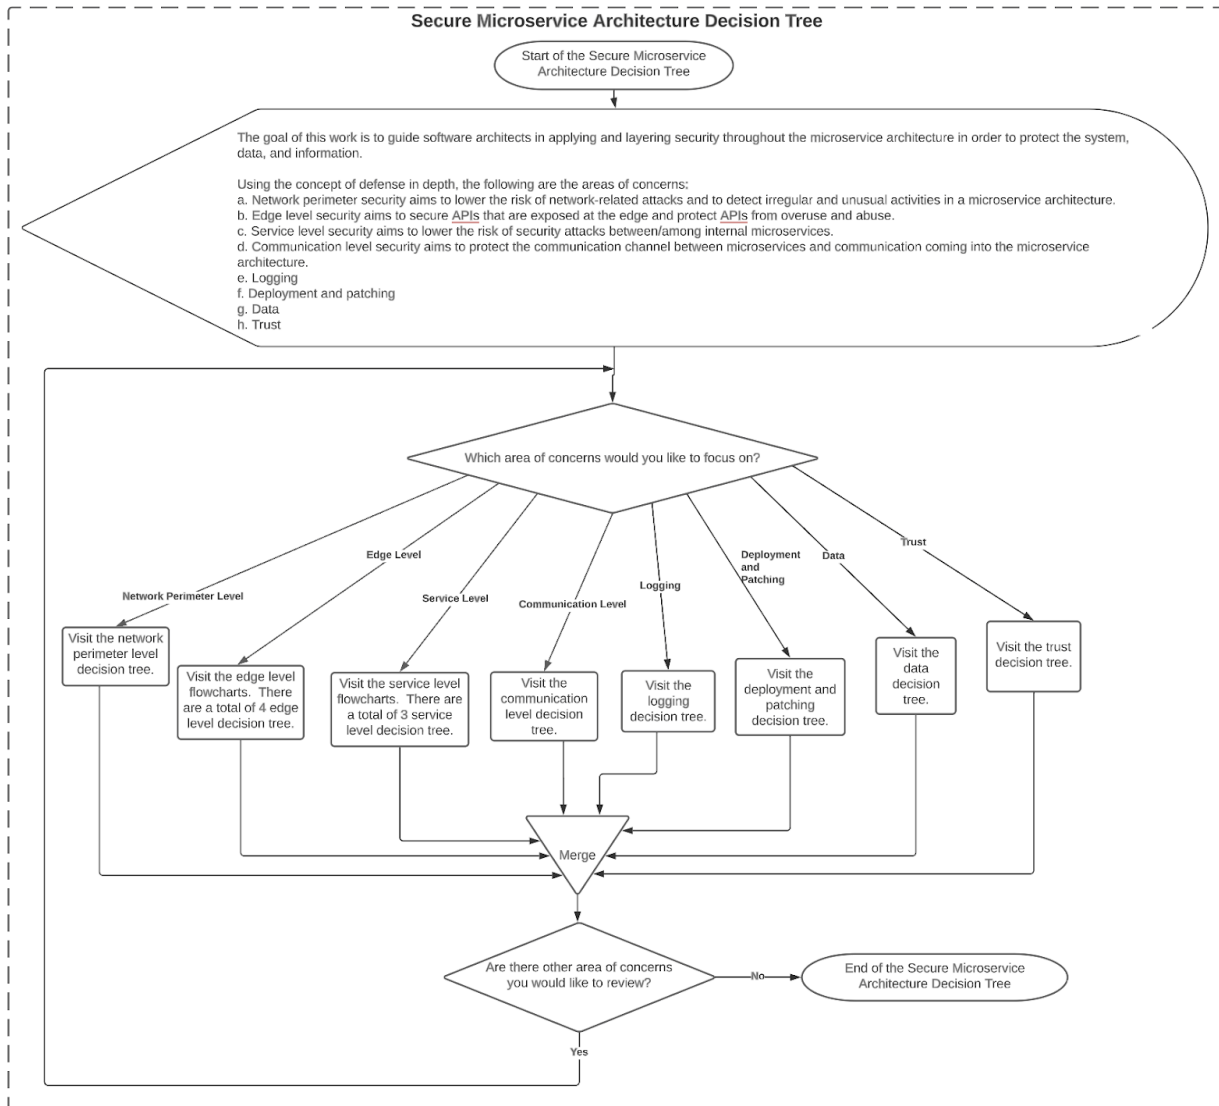 Secure Microservice Architecture Decision Tree
Start of the Secure Microservice
Architecture Decision Tree
The goal of this work is to guide software architects in applying and layering security throughout the microservice architecture in order to protect the system,
data, and information.
Using the concept of defense in depth, the following are the areas of concerns:
a. Network perimeter security aims to lower the risk of network-related attacks and to detect irregular and unusual activities in a microservice architecture.
b. Edge level security aims to secure APIs that are exposed at the edge and protect APIs from overuse and abuse.
c. Service level security aims to lower the risk of security attacks between/among internal microservices.
d. Communication level security aims to protect the communication channel between microservices and communication coming into the microservice
architecture.
e. Logging
f. Deployment and patching
g. Data
h. Trust
Which area of concerns would you like to focus on?
Network Perimeter Level
Edge Level
Service Level
Communication Level
Logging
Deployment
and
Patching
Data
Trust
Visit the network
perimeter level
decision tree.
Visit the edge level
flowcharts. There
are a total of 4 edge
level decision tree.
Visit the service level
flowcharts. There are
a total of 3 service
level decision tree.
Visit the
communication
level decision
tree.
Visit the
logging
decision tree.
Visit the
deployment and
patching
decision tree.
Visit the
data
decision
tree.
Visit the trust
decision tree.
Merge
Are there other area of concerns
you would like to review?
No
End of the Secure Microservice
Architecture Decision Tree
Yes